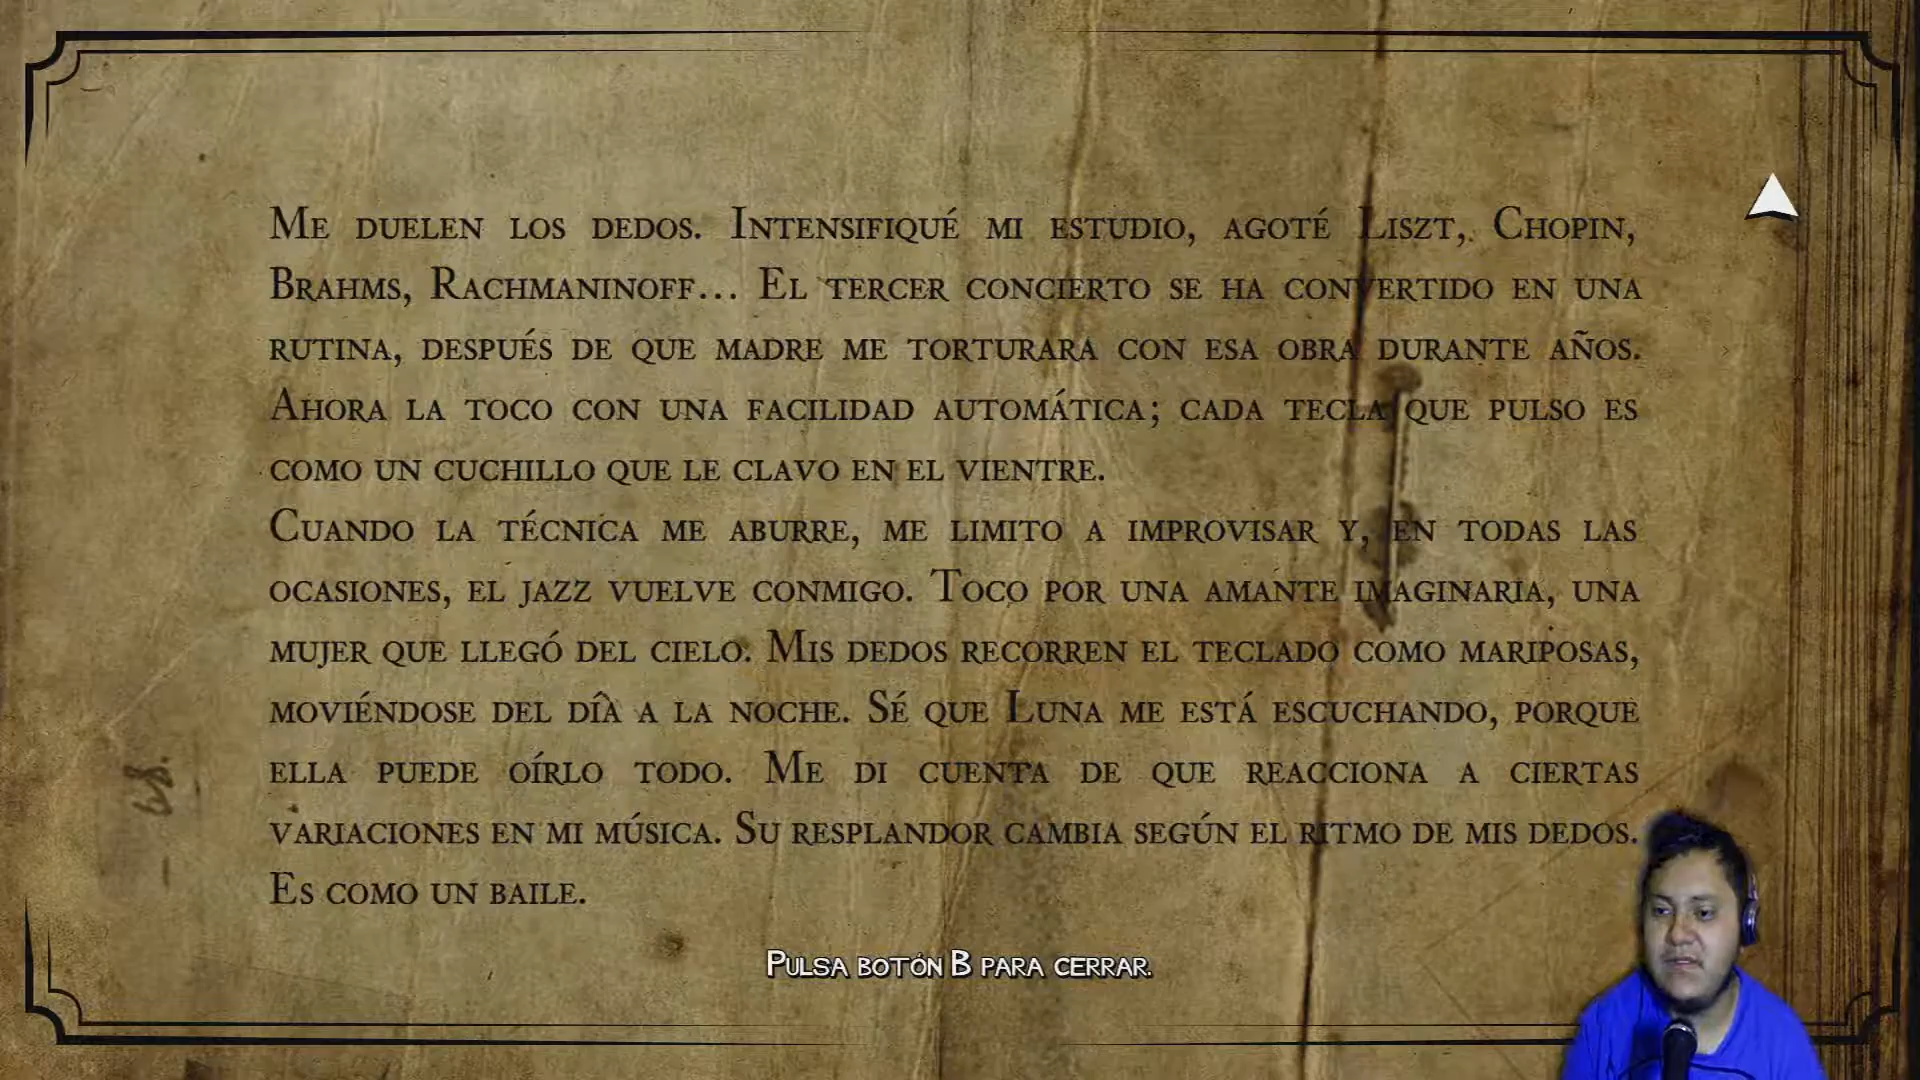 Me duelen los dedos. Intensifiqué mi estudio, agoté Liszt, Chopin,
Brahms, Rachmaninoff... El tercer concierto se ha convertido en una
rutina, después de que madre me torturara con esa obra durante años.
Ahora la toco con una facilidad automática; cada tecla que pulso es
como un cuchillo que le clavo en el vientre.
Cuando la técnica me aburre, me limito a improvisar y, en todas las
ocasiones, el jazz vuelve conmigo. Toco por una amante imaginaria, una
mujer que llegó del cielo. Mis dedos recorren el teclado como mariposas,
moviéndose del día a la noche. Sé que Luna me está escuchando, porque
ella puede oírlo todo. Me di cuenta de que reacciona a ciertas
variaciones en mi música. Su resplandor cambia según el ritmo de mis dedos.
Es como un baile.
Pulsa botón B para cerrar.